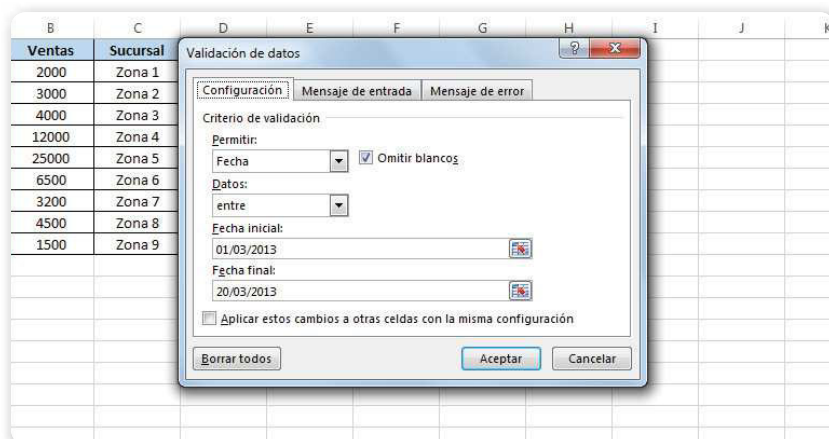 B C D E F G H I J K
Ventas Sucursal
2000 Zona 1
3000 Zona 2
4000 Zona 3
12000 Zona 4
25000 Zona 5
6500 Zona 6
3200 Zona 7
4500 Zona 8
1500 Zona 9
Validación de datos
Configuración Mensaje de entrada Mensaje de error
Criterio de validación
Permitir:
Fecha Omitir blancos
Datos:
entre
Fecha inicial:
01/03/2013
Fecha final:
20/03/2013
Aplicar estos cambios a otras celdas con la misma configuración
Borrar todos Aceptar Cancelar